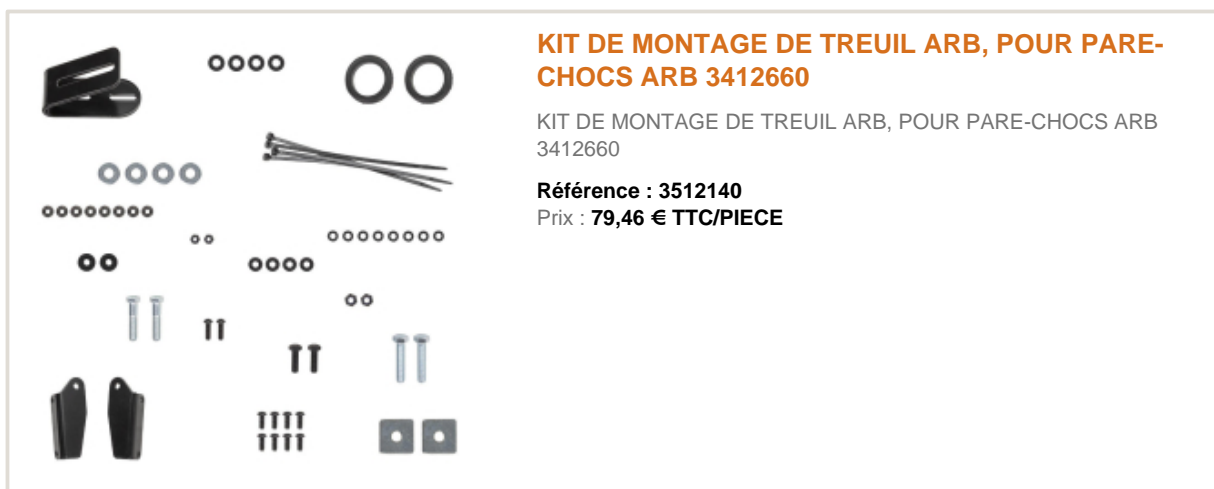 KIT DE MONTAGE DE TREUIL ARB, POUR PARE-
CHOCS ARB 3412660
KIT DE MONTAGE DE TREUIL ARB, POUR PARE-CHOCS ARB
3412660
Référence : 3512140
Prix : 79,46 € TTC/PIECE